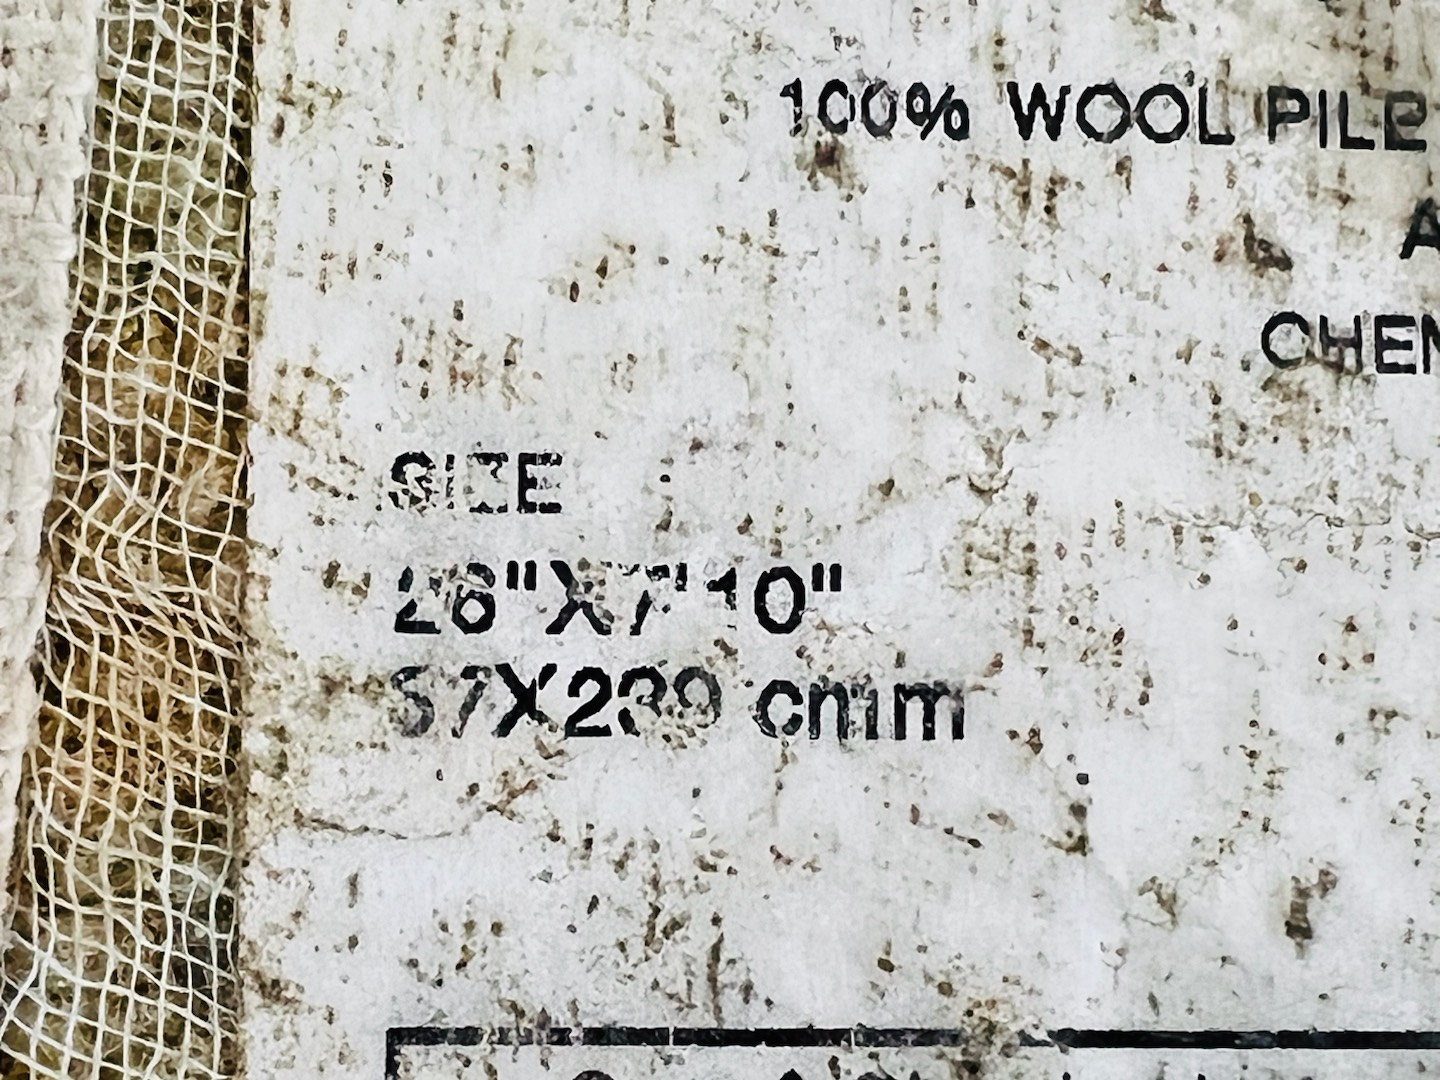 100% WOOL PILE
A
CHEN
SIZE
26"X7'10"
67X239 cm